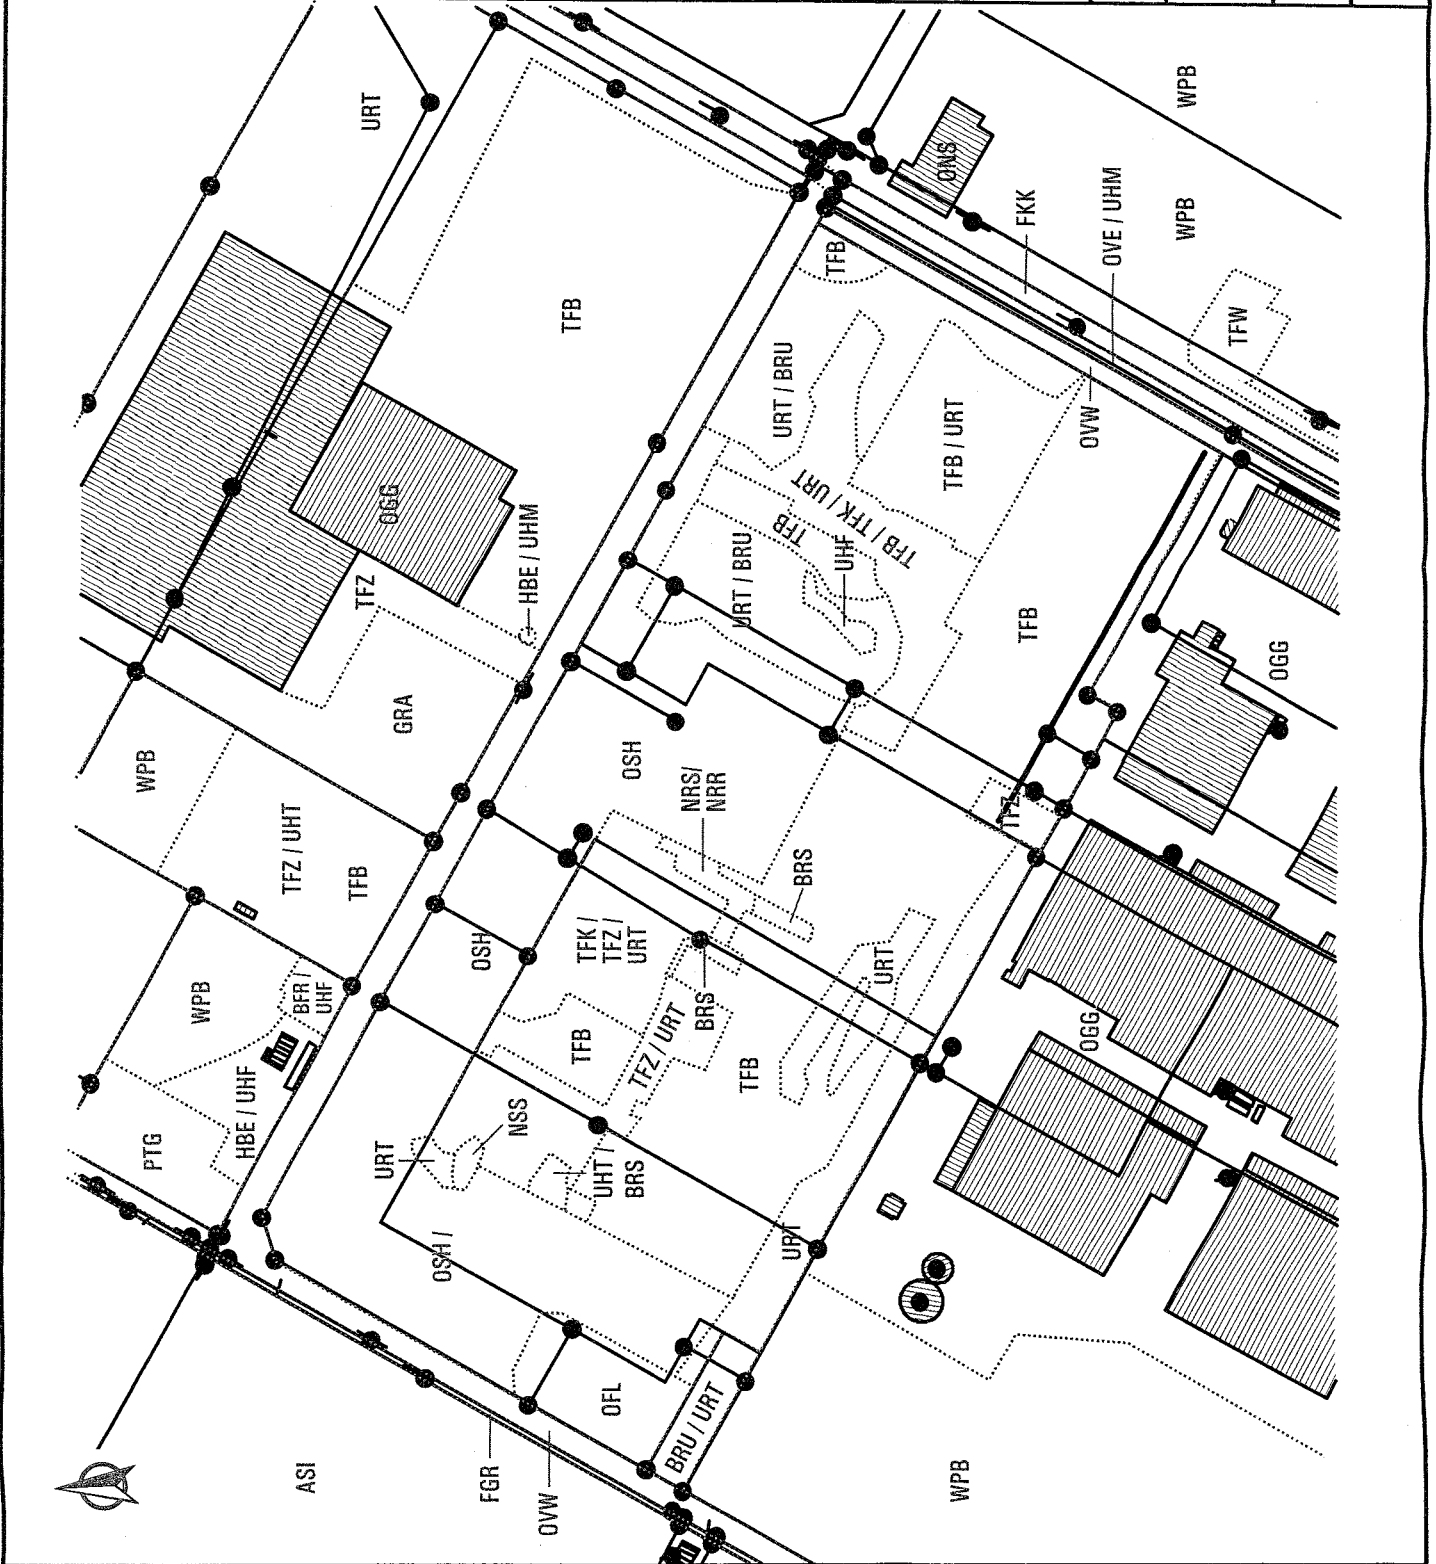 URT
WPB
ONS
WPB
FKK
OVE / UHM
TFB
TFB
TFW
URT / BRU
TFB / URT
OVW
TFB / TFK / URT
TFB
UHF
URT / BRU
OGG
HBE / UHM
TFZ
TFB
OGG
GRA
OSH
NRS/
NRR
TFZ
WPB
TFZ / UHT
TFB
BRS
OSH
TFK /
TFZ /
URT
URT
WPB
BFR /
UHF
BRS
TFB
TFZ / URT
TFB
OGG
HBE / UHF
PTG
URT
NSS
UHT /
BRS
OSH /
URT
OFL
BRU / URT
ASI
FGR
OVW
WPB